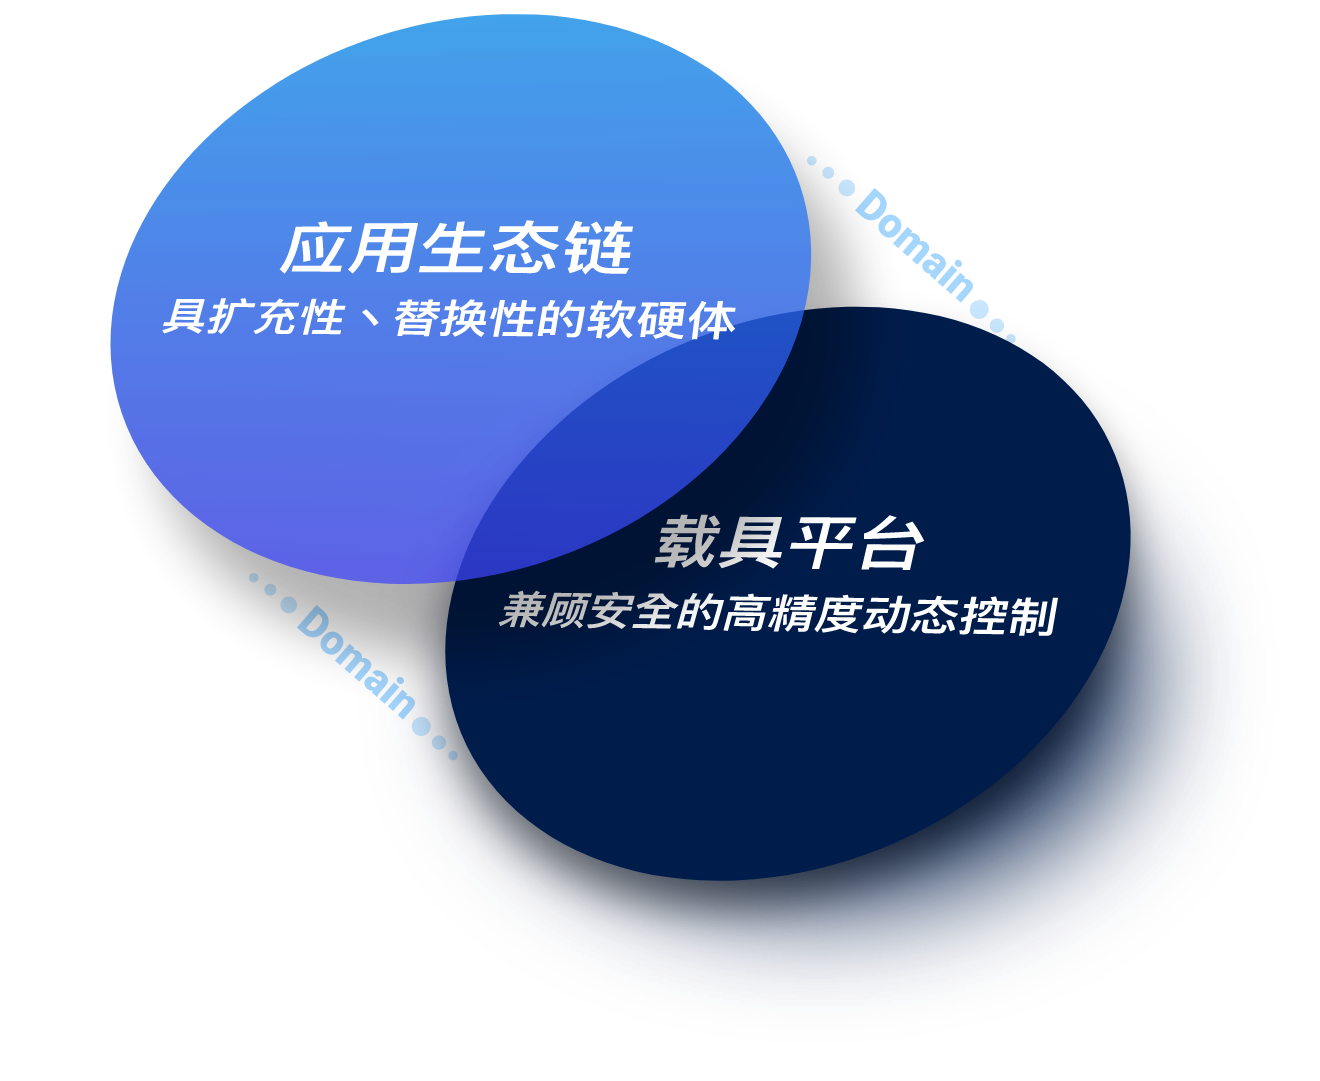 Domain
应用生态链
具扩充性、替换性的软硬体
载具平台
兼顾安全的高精度动态控制
Domain